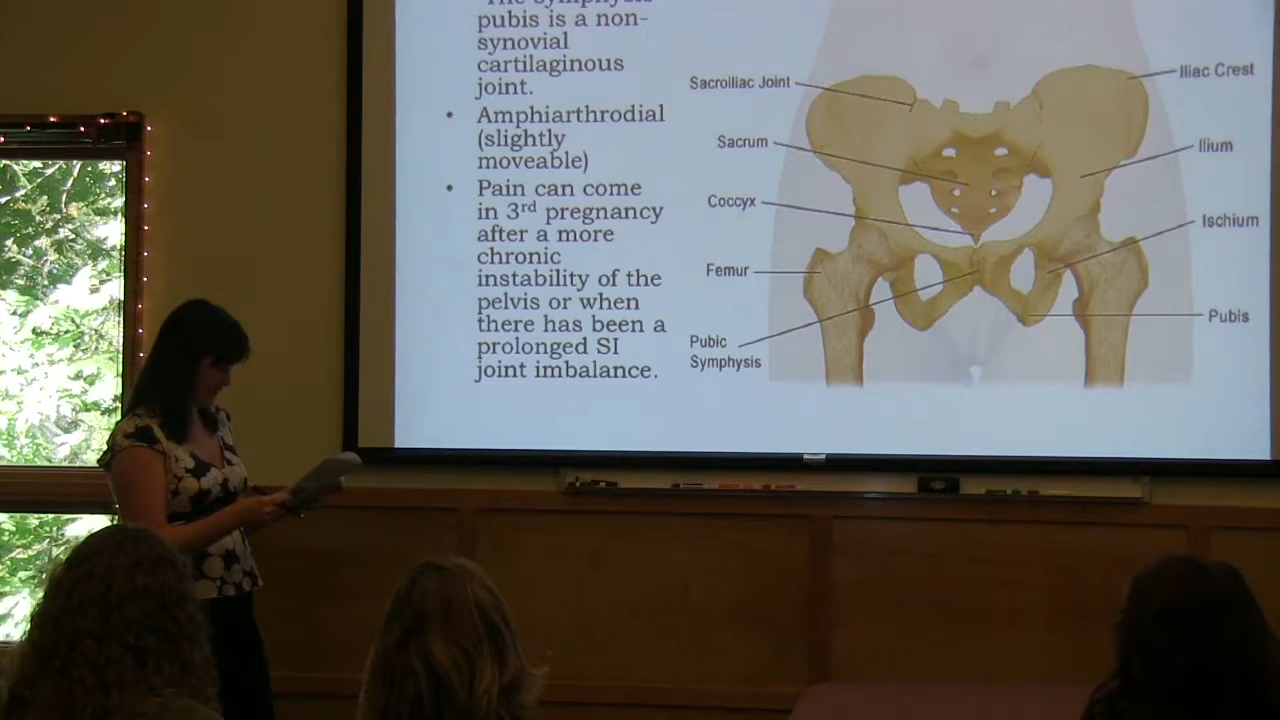 The symphysis
pubis is a non-
synovial
cartilaginous
joint.
• Amphiarthrodial
(slightly
moveable)
• Pain can come
in 3rd pregnancy
after a more
chronic
instability of the
pelvis or when
there has been a
prolonged SI
joint imbalance.
Sacroiliac Joint
Sacrum
Coccyx
Femur
Pubic
Symphysis
Iliac Crest
Ilium
Ischium
Pubis